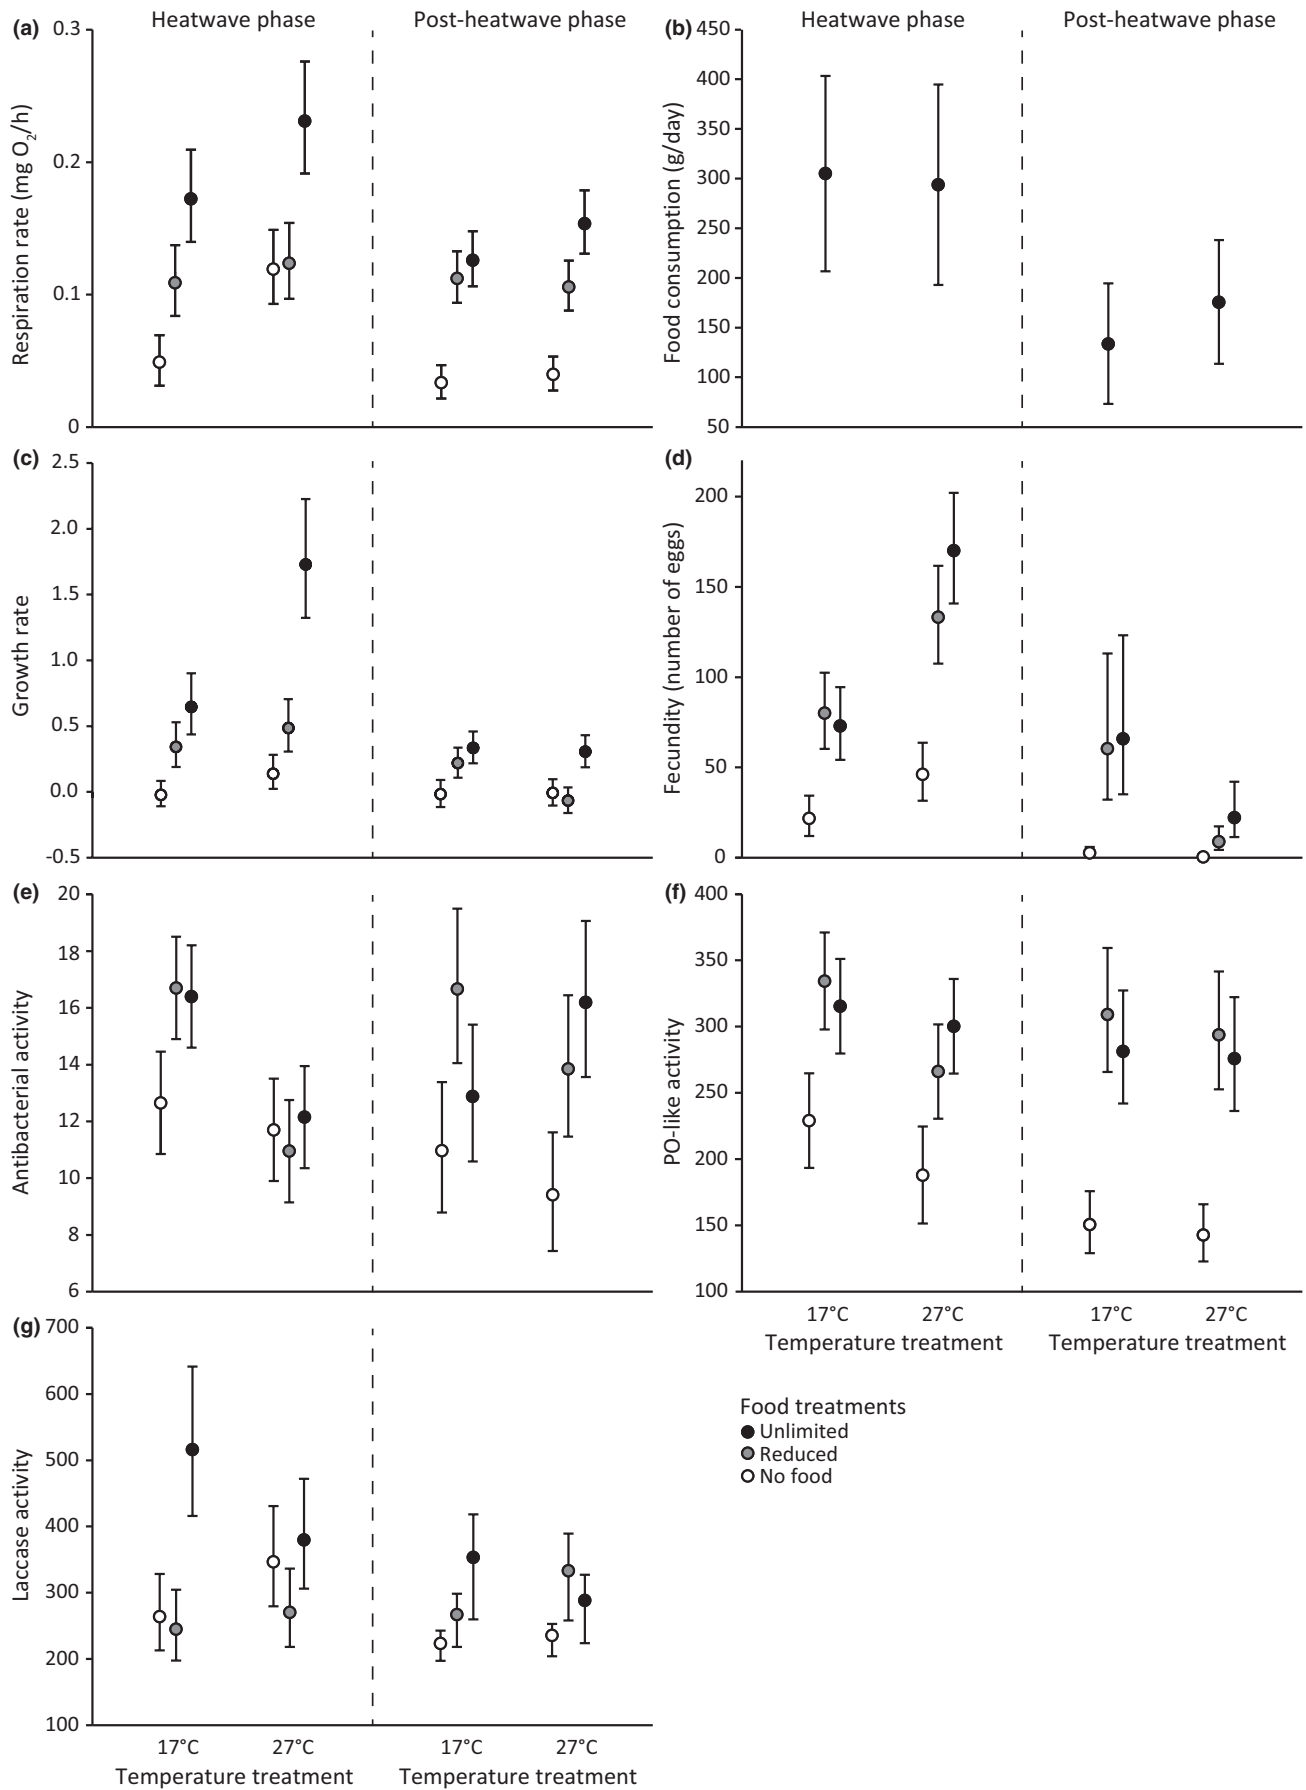 (a)
Heatwave phase
Post-heatwave phase
Respiration rate (mg O₂/h)
0.3
0.2
0.1
0
(b)
Heatwave phase
Post-heatwave phase
Food consumption (g/day)
450
400
350
300
250
200
150
100
50
(c)
Growth rate
2.5
2.0
1.5
1.0
0.5
0.0
-0.5
(d)
Fecundity (number of eggs)
200
150
100
50
0
(e)
Antibacterial activity
20
18
16
14
12
10
8
6
(f)
PO-like activity
400
350
300
250
200
150
100
17°C 27°C 17°C 27°C
Temperature treatment Temperature treatment
(g)
Laccase activity
700
600
500
400
300
200
100
17°C 27°C 17°C 27°C
Temperature treatment Temperature treatment
Food treatments
Unlimited
Reduced
No food